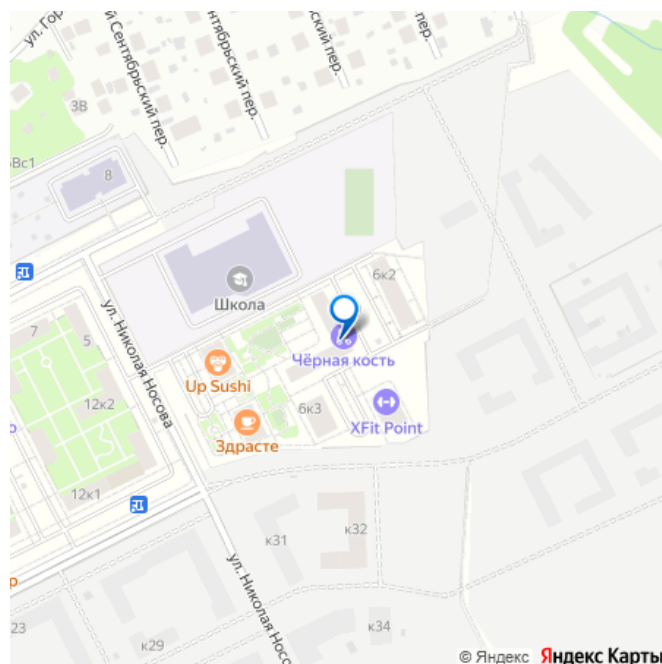 ул. Гор
й Сентябрьский пер.
нтябрьский пер.
ский пер.
кий пер.
3В
5Вс1
8
6к2
Школа
ул. Николая Носова
7
5
Чёрная кость
Up Sushi
12к2
6к3
XFit Point
Здрасте
о
12к1
к32
к31
ул. Николая Носо
р
23
к29
к34
© Яндекс Яндекс Карты